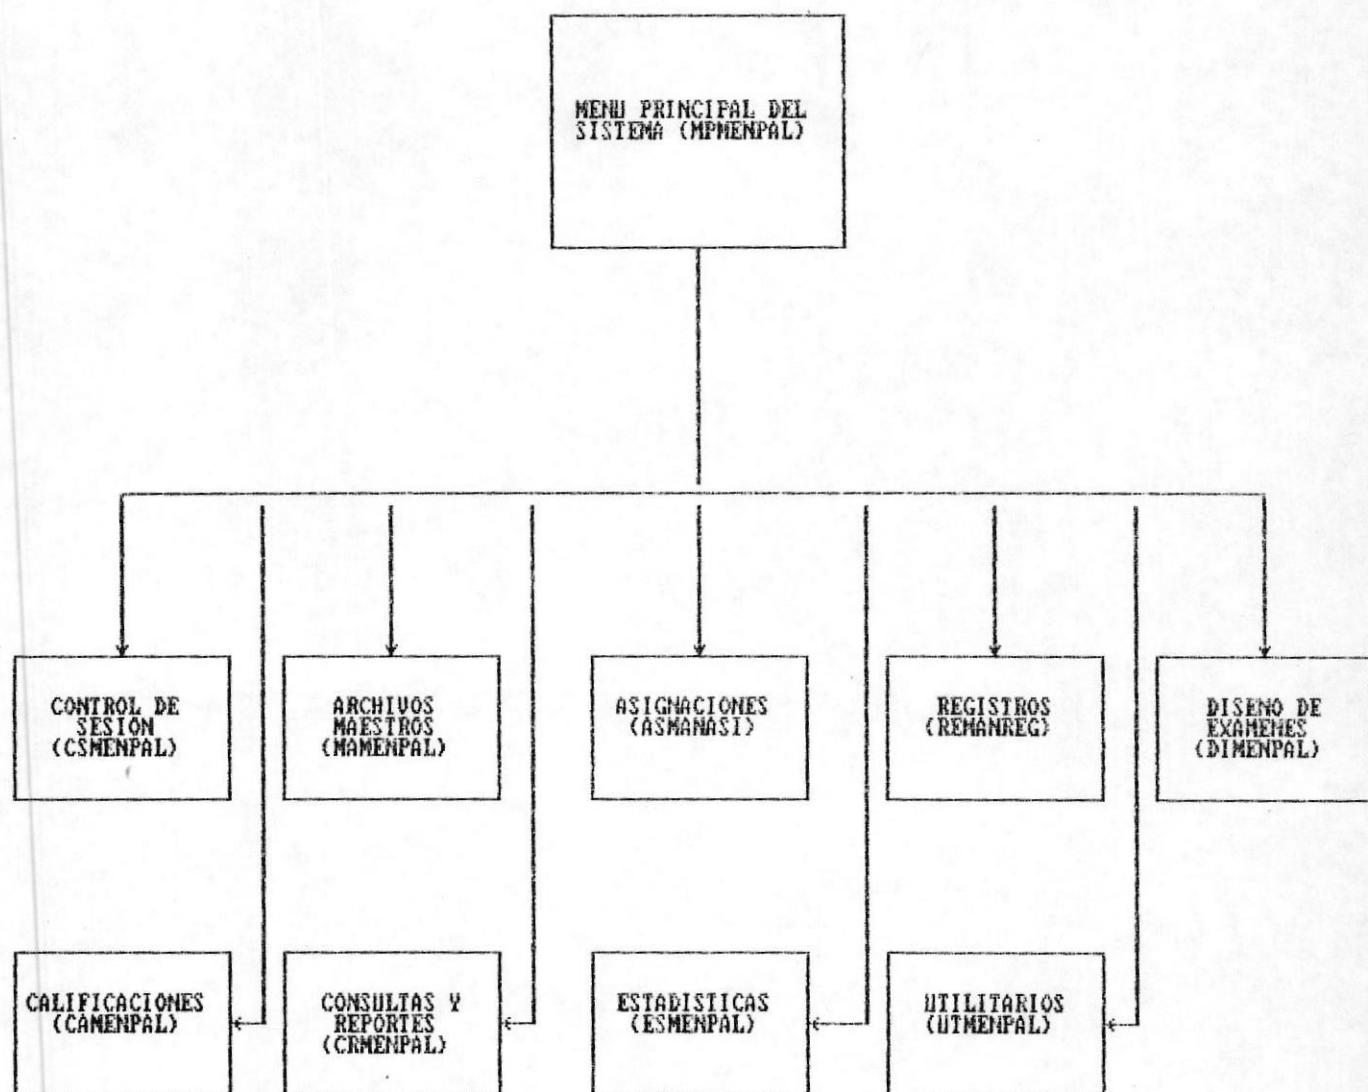 MENU PRINCIPAL DEL
SISTEMA (MPMENPAL)
CONTROL DE
SESION
(CSMENPAL)
ARCHIVOS
MAESTROS
(MAMENPAL)
ASIGNACIONES
(ASMANASI)
REGISTROS
(REMANREG)
DISENO DE
EXAMENES
(DIMENPAL)
CALIFICACIONES
(CAMENPAL)
CONSULTAS Y
REPORTES
(CRMENPAL)
ESTADISTICAS
(ESMENPAL)
UTILITARIOS
(UTMENPAL)